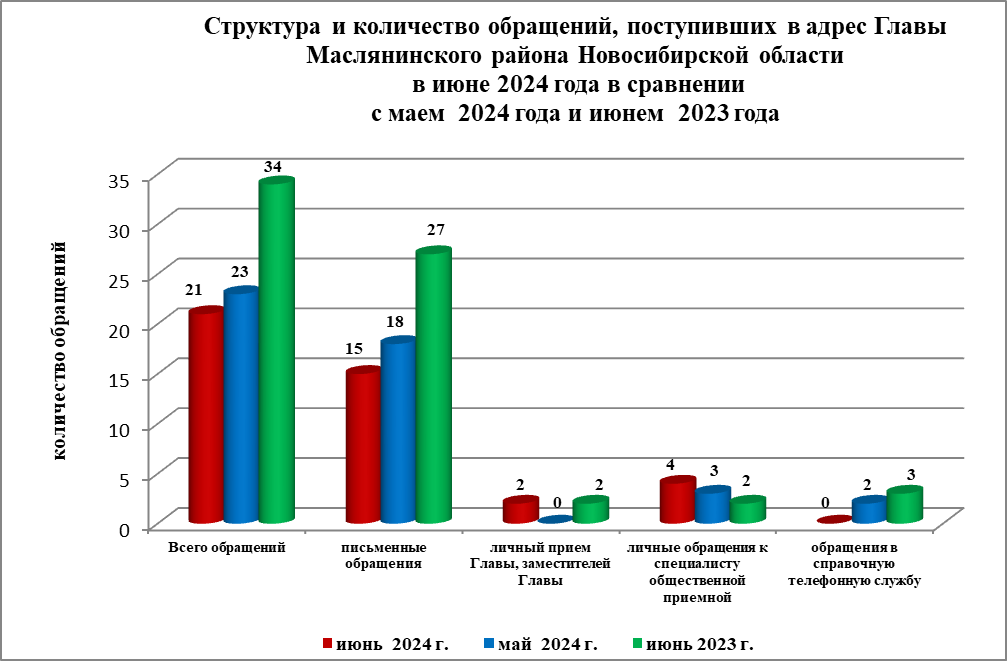 Структура и количество обращений, поступивших в адрес Главы
Маслянинского района Новосибирской области
в июне 2024 года в сравнении
с маем 2024 года и июнем 2023 года
количество обращений
35
30
25
20
15
10
5
0
21
23
34
15
18
27
2
0
2
4
3
2
0
2
3
Всего обращений
письменные
обращения
личный прием
Главы, заместителей
Главы
личные обращения к
специалисту
общественной
приемной
обращения в
справочную
телефонную службу
июнь 2024 г.
май 2024 г.
июнь 2023 г.